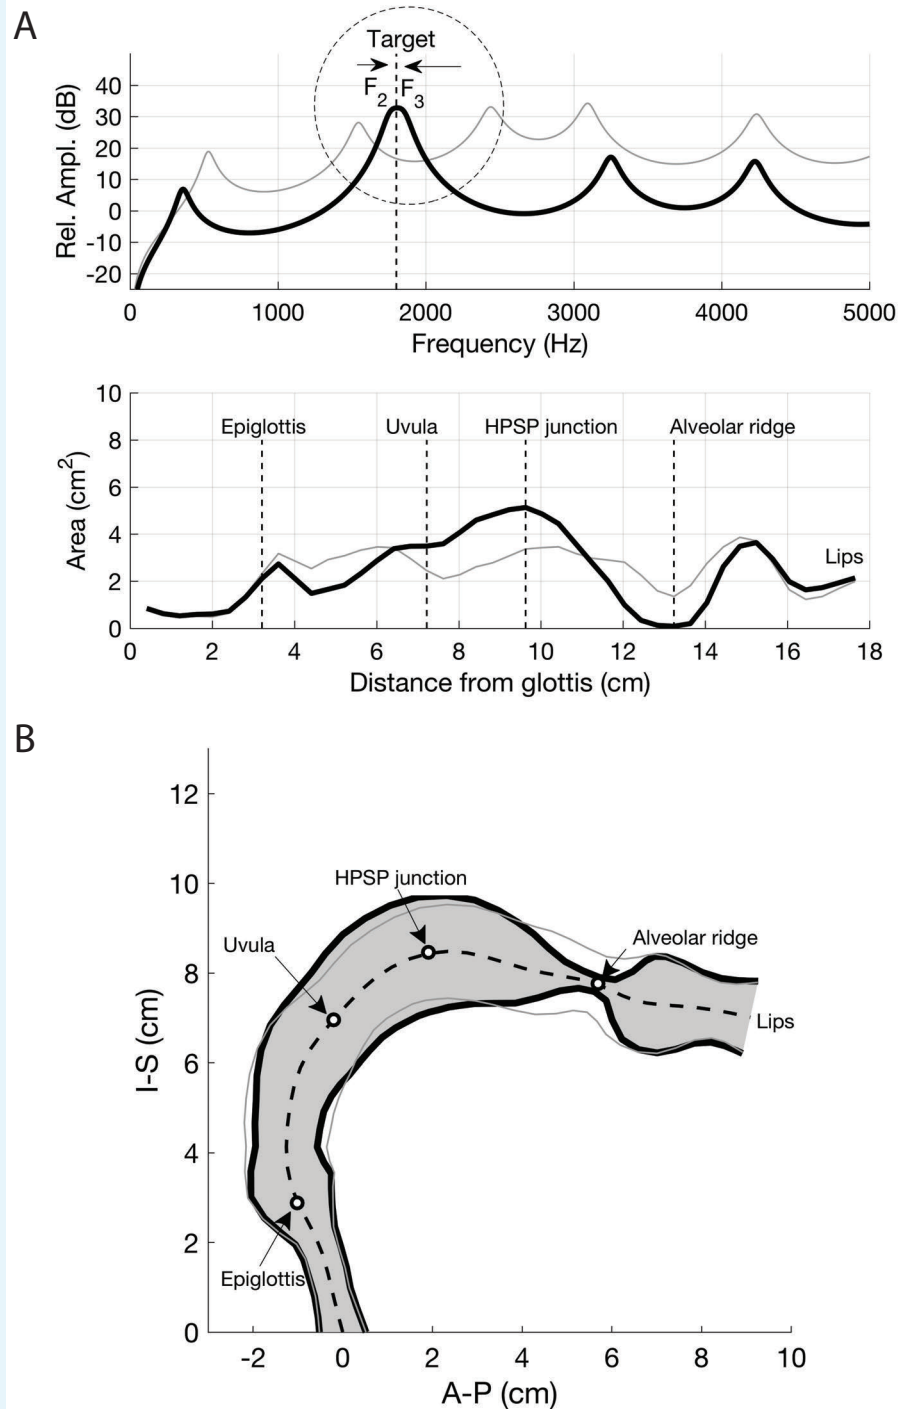 A
Target
F2 F3
Rel. Ampl. (dB)
40
30
20
10
0
-10
-20
0 1000 2000 3000 4000 5000
Frequency (Hz)
Area (cm2)
10
8
6
4
2
0
Epiglottis Uvula HPSP junction Alveolar ridge
Lips
0 2 4 6 8 10 12 14 16 18
Distance from glottis (cm)
B
I-S (cm)
12
10
8
6
4
2
0
HPSP junction
Uvula
Alveolar ridge
Lips
Epiglottis
-2 0 2 4 6 8 10
A-P (cm)